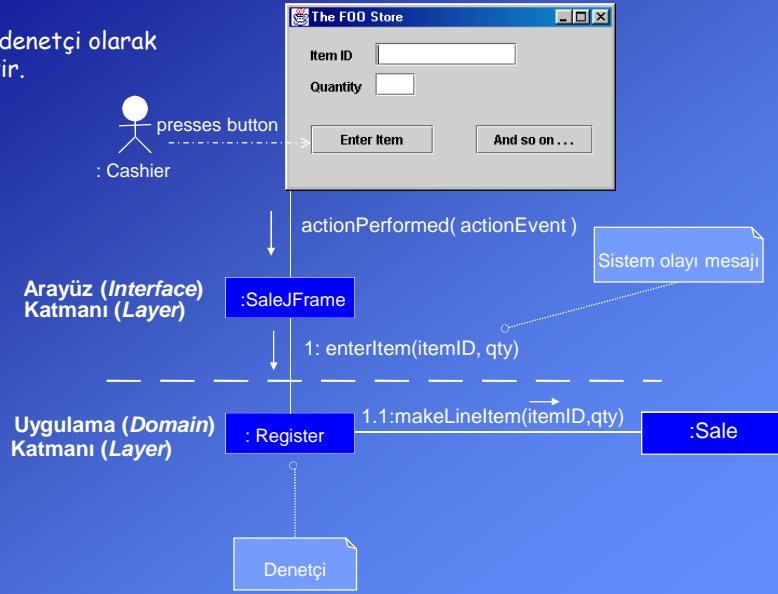 denetçi olarak
ir.
The FOO Store
Item ID
Quantity
Enter Item
And so on . . .
presses button
: Cashier
actionPerformed( actionEvent )
Sistem olayı mesajı
Arayüz (Interface)
Katmanı (Layer)
:SaleJFrame
1: enterItem(itemID, qty)
Uygulama (Domain)
Katmanı (Layer)
: Register
1.1:makeLineItem(itemID,qty)
:Sale
Denetçi